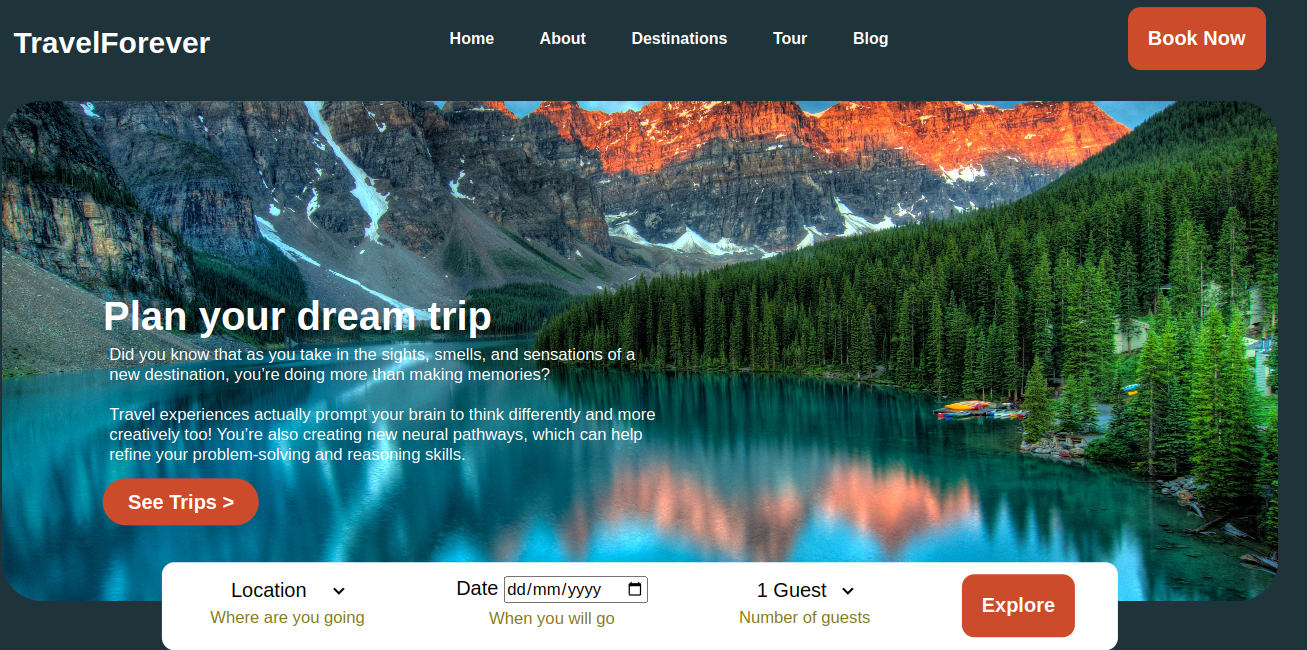 TravelForever
Home
About
Destinations
Tour
Blog
Book Now
Plan your dream trip
Did you know that as you take in the sights, smells, and sensations of a
new destination, you’re doing more than making memories?
Travel experiences actually prompt your brain to think differently and more
creatively too! You’re also creating new neural pathways, which can help
refine your problem-solving and reasoning skills.
See Trips >
Location
Where are you going
Date dd/mm/yyyy
When you will go
1 Guest
Number of guests
Explore